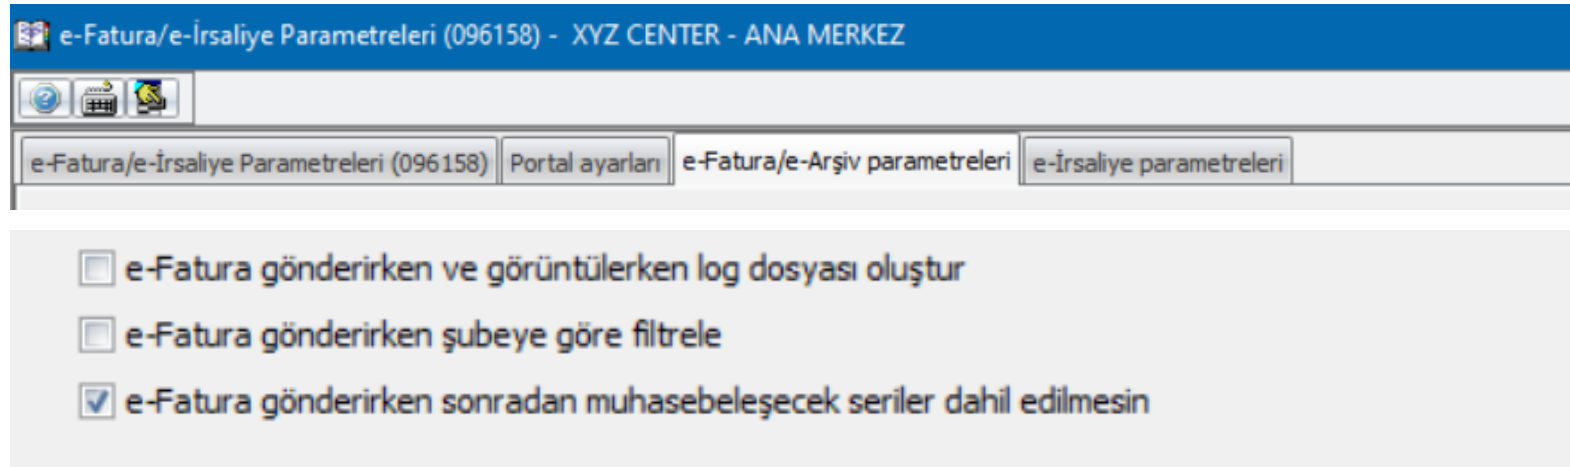 e-Fatura/e-İrsaliye Parametreleri (096158) - XYZ CENTER - ANA MERKEZ
e-Fatura/e-İrsaliye Parametreleri (096158) Portal ayarları e-Fatura/e-Arşiv parametreleri e-İrsaliye parametreleri
e-Fatura gönderirken ve görüntülerken log dosyası oluştur
e-Fatura gönderirken şubeye göre filtrele
e-Fatura gönderirken sonradan muhasebeleşecek seriler dahil edilmesin